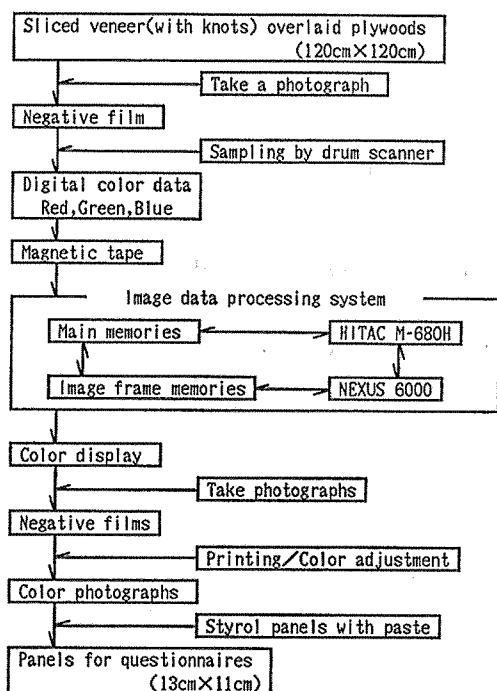 Sliced veneer(with knots) overlaid plywoods
(120cm×120cm)
Take a photograph
Negative film
Sampling by drum scanner
Digital color data
Red,Green,Blue
Magnetic tape
Image data processing system
Main memories
HITAC M-680H
Image frame memories
NEXUS 6000
Color display
Take photographs
Negative films
Printing/Color adjustment
Color photographs
Styrol panels with paste
Panels for questionnaires
(13cm×11cm)